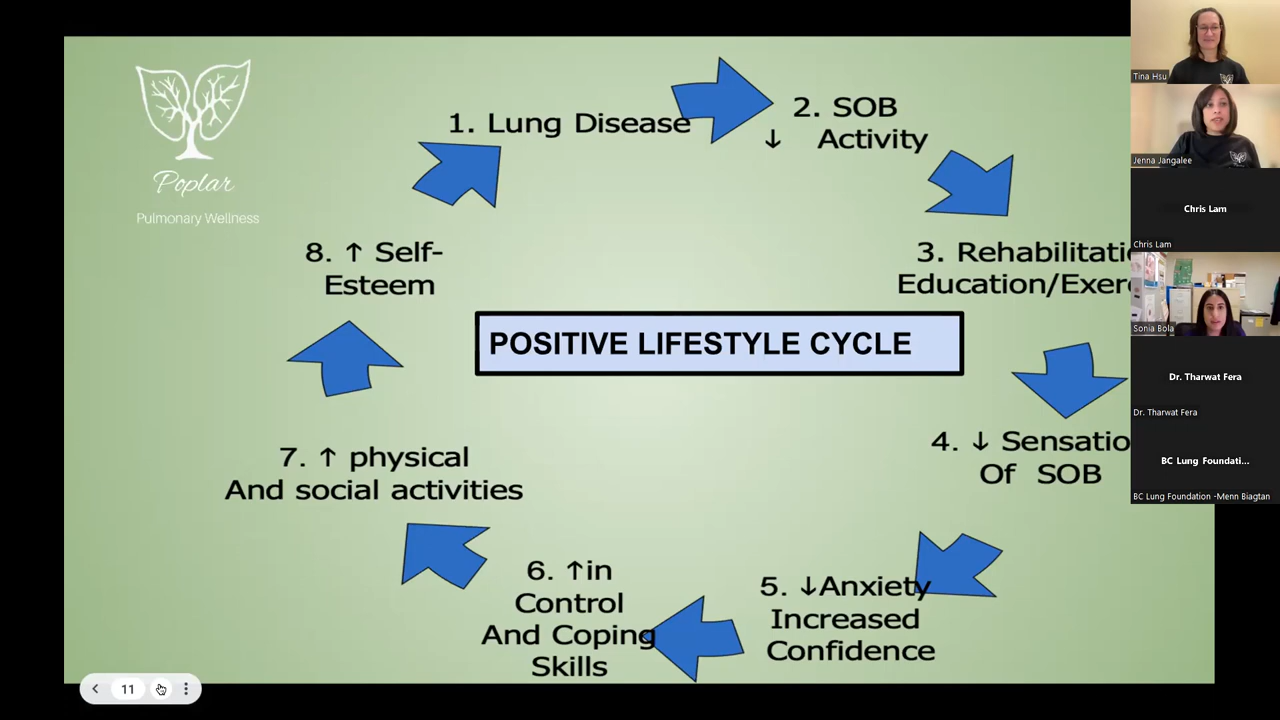 Poplar
Pulmonary Wellness
1. Lung Disease
2. SOB
↓ Activity
3. Rehabilitati
Education/Exer
4. ↓ Sensatio
Of SOB
5. ↓Anxiety
Increased
Confidence
6. ↑in
Control
And Coping
Skills
7. ↑ physical
And social activities
8. ↑ Self-
Esteem
POSITIVE LIFESTYLE CYCLE
11
Tina Hsu
Jenna Jangalee
Chris Lam
Chris Lam
Sonia Bola
Dr. Tharwat Fera
Dr. Tharwat Fera
BC Lung Foundati...
BC Lung Foundation -Menn Biagtan